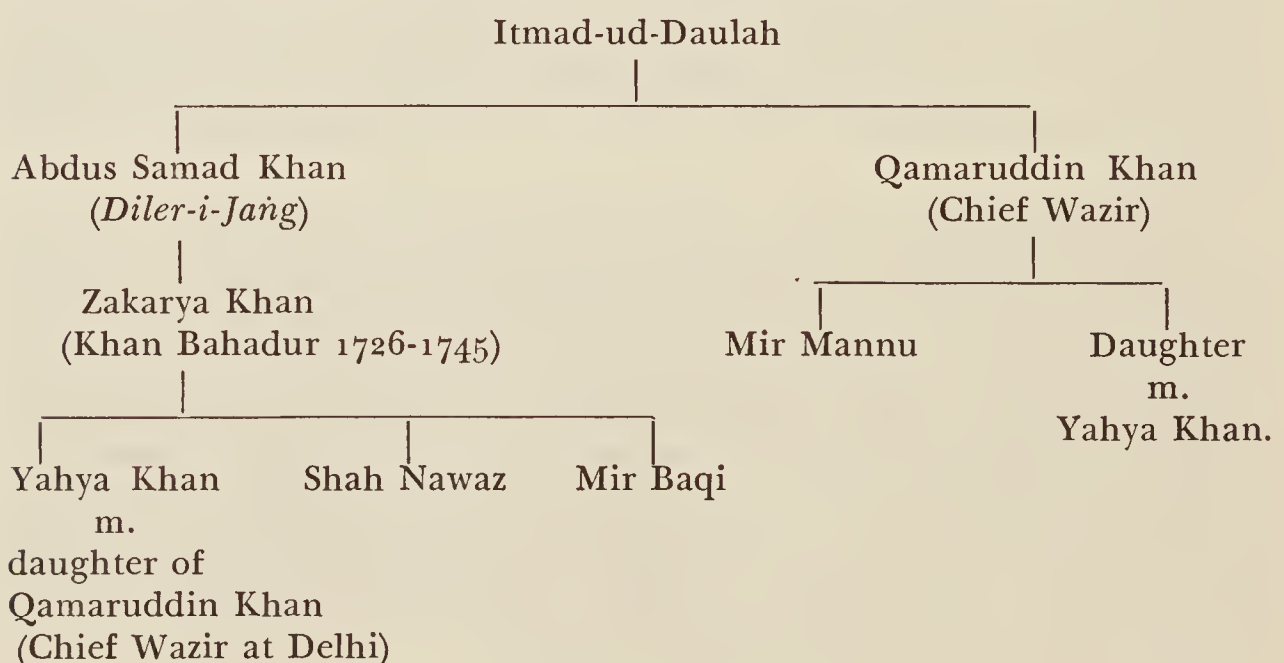 Itmad-ud-Daulah
Abdus Samad Khan
(Diler-i-Jaṅg)
Qamaruddin Khan
(Chief Wazir)
Zakarya Khan
(Khan Bahadur 1726-1745)
Mir Mannu
Daughter
m.
Yahya Khan.
Yahya Khan
m.
daughter of
Qamaruddin Khan
(Chief Wazir at Delhi)
Shah Nawaz
Mir Baqi